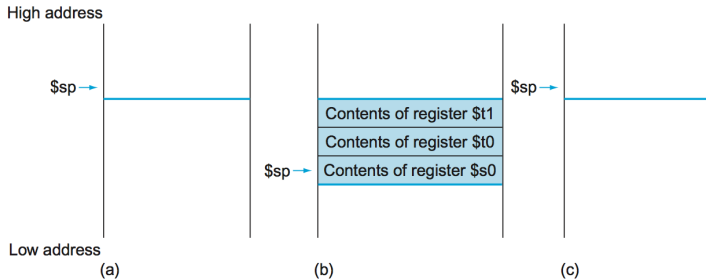 High address
$sp
$sp
Contents of register $t1
Contents of register $t0
$sp
Contents of register $s0
Low address
(a)
(b)
(c)